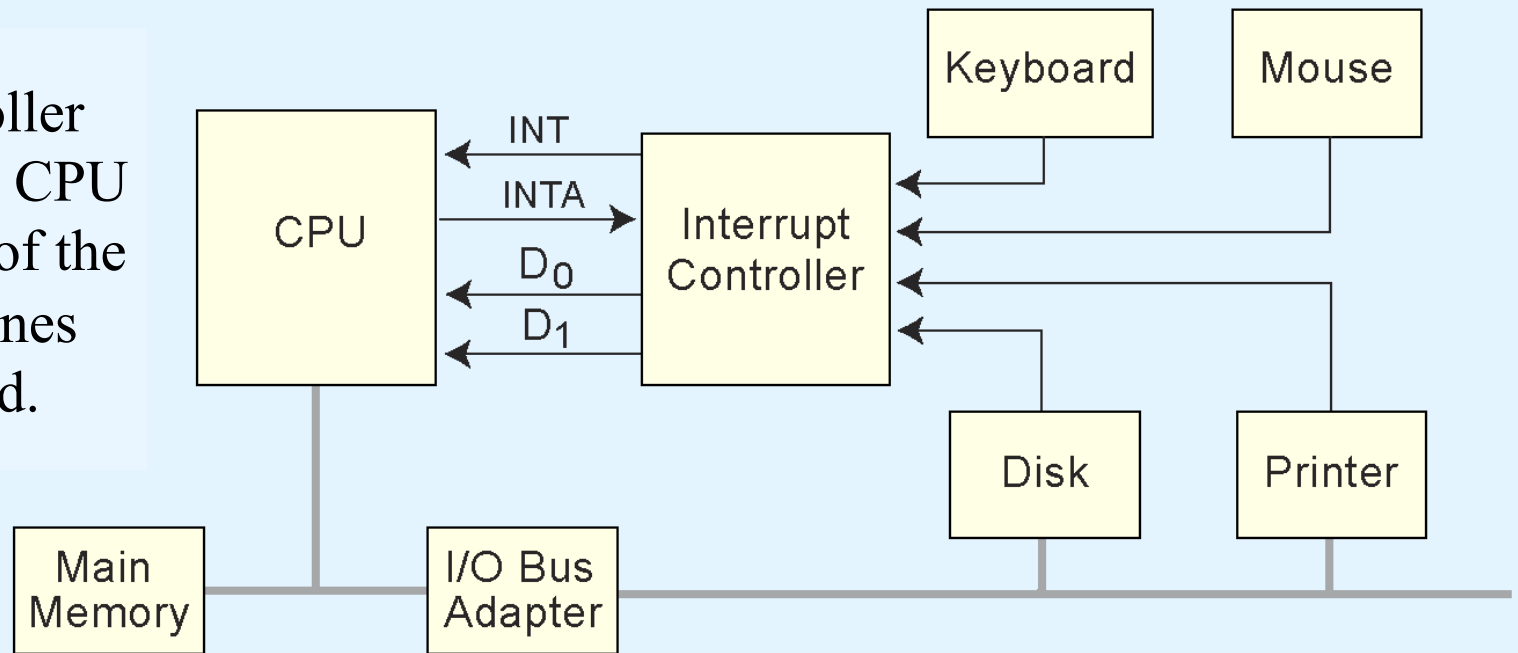 oller
CPU
of the
nes
d.
CPU
INT
INTA
D0
D1
Interrupt
Controller
Keyboard
Mouse
Disk
Printer
Main
Memory
I/O Bus
Adapter